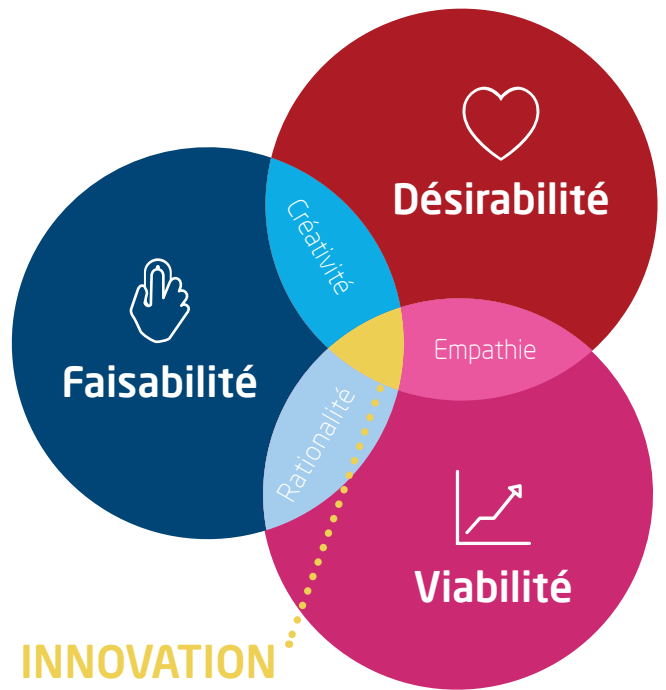 Désirabilité
Créativité
Empathie
Faisabilité
Rationalité
Viabilité
INNOVATION